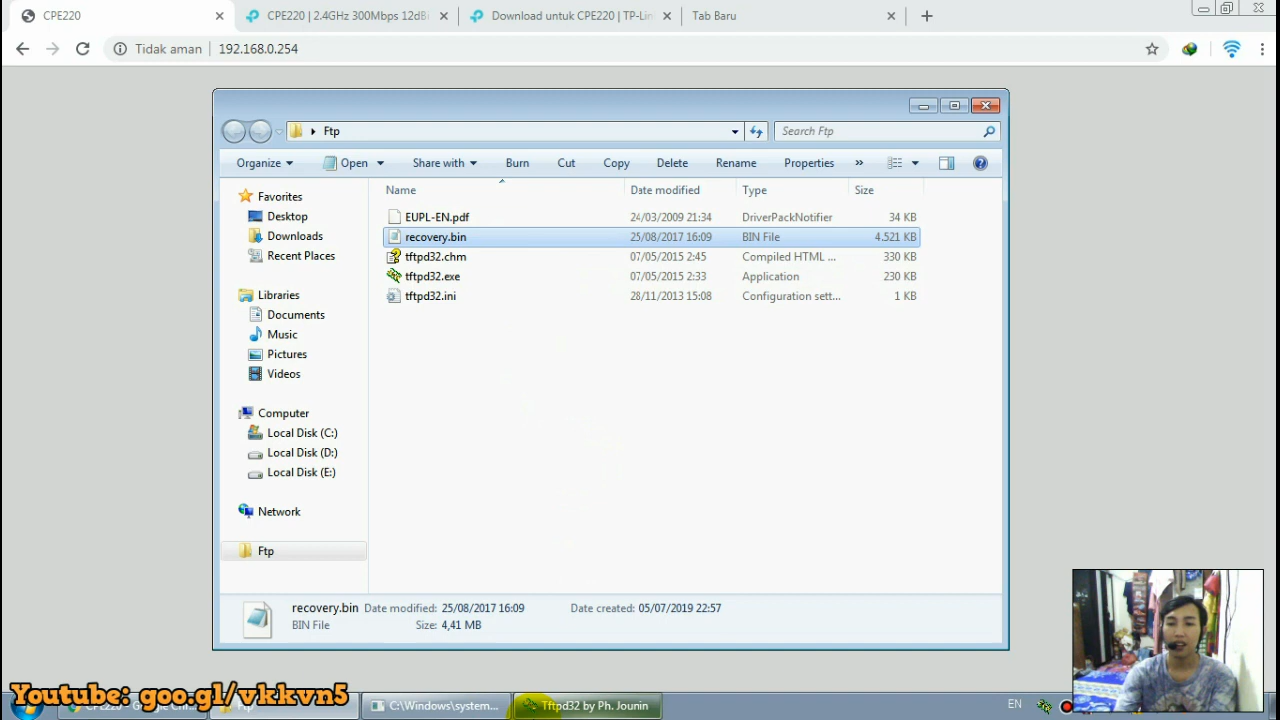 CPE220
CPE220 | 2.4GHz 300Mbps 12dBi
Download untuk CPE220 | TP-Lin
Tab Baru
Tidak aman
192.168.0.254
Ftp
Search Ftp
Organize
Open
Share with
Burn
Cut
Copy
Delete
Rename
Properties
»
Name
Date modified
Type
Size
Favorites
Desktop
Downloads
Recent Places
Libraries
Documents
Music
Pictures
Videos
Computer
Local Disk (C:)
Local Disk (D:)
Local Disk (E:)
Network
Ftp
EUPL-EN.pdf 24/03/2009 21:34 DriverPackNotifier 34 KB
recovery.bin 25/08/2017 16:09 BIN File 4.521 KB
tftpd32.chm 07/05/2015 2:45 Compiled HTML ... 330 KB
tftpd32.exe 07/05/2015 2:33 Application 230 KB
tftpd32.ini 28/11/2013 15:08 Configuration sett... 1 KB
recovery.bin Date modified: 25/08/2017 16:09 Date created: 05/07/2019 22:57
BIN File Size: 4,41 MB
Youtube: goo.gl/vkkvn5
CPE220 - Google Chr...
Ftp
C:\Windows\system...
Tftpd32 by Ph. Jounin
EN